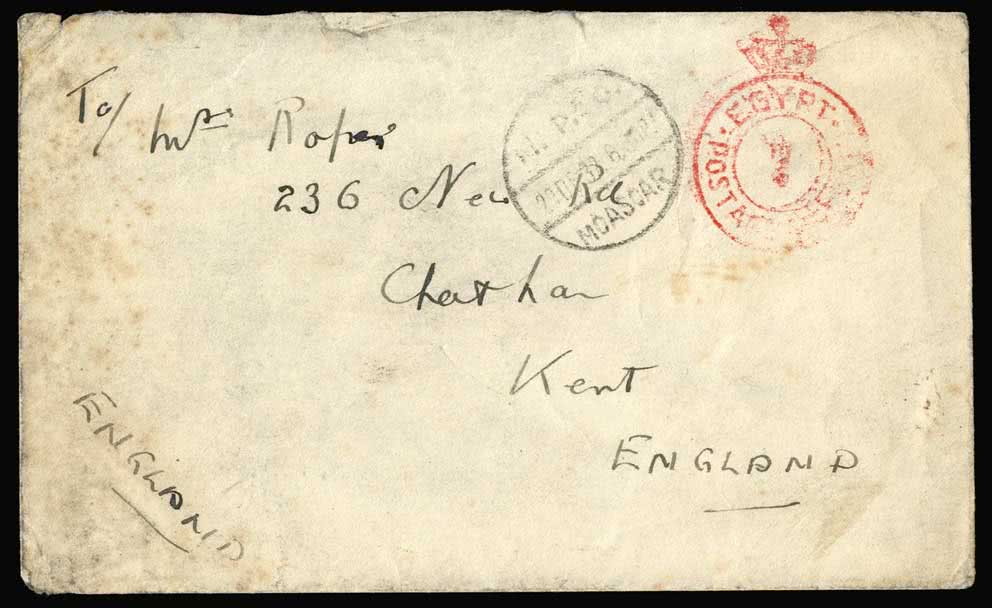 To/
Mrs Roper
236 New Rd
Chatham
Kent
ENGLAND
ENGLAND
MOASCAR
EGYPT
POSTAGE